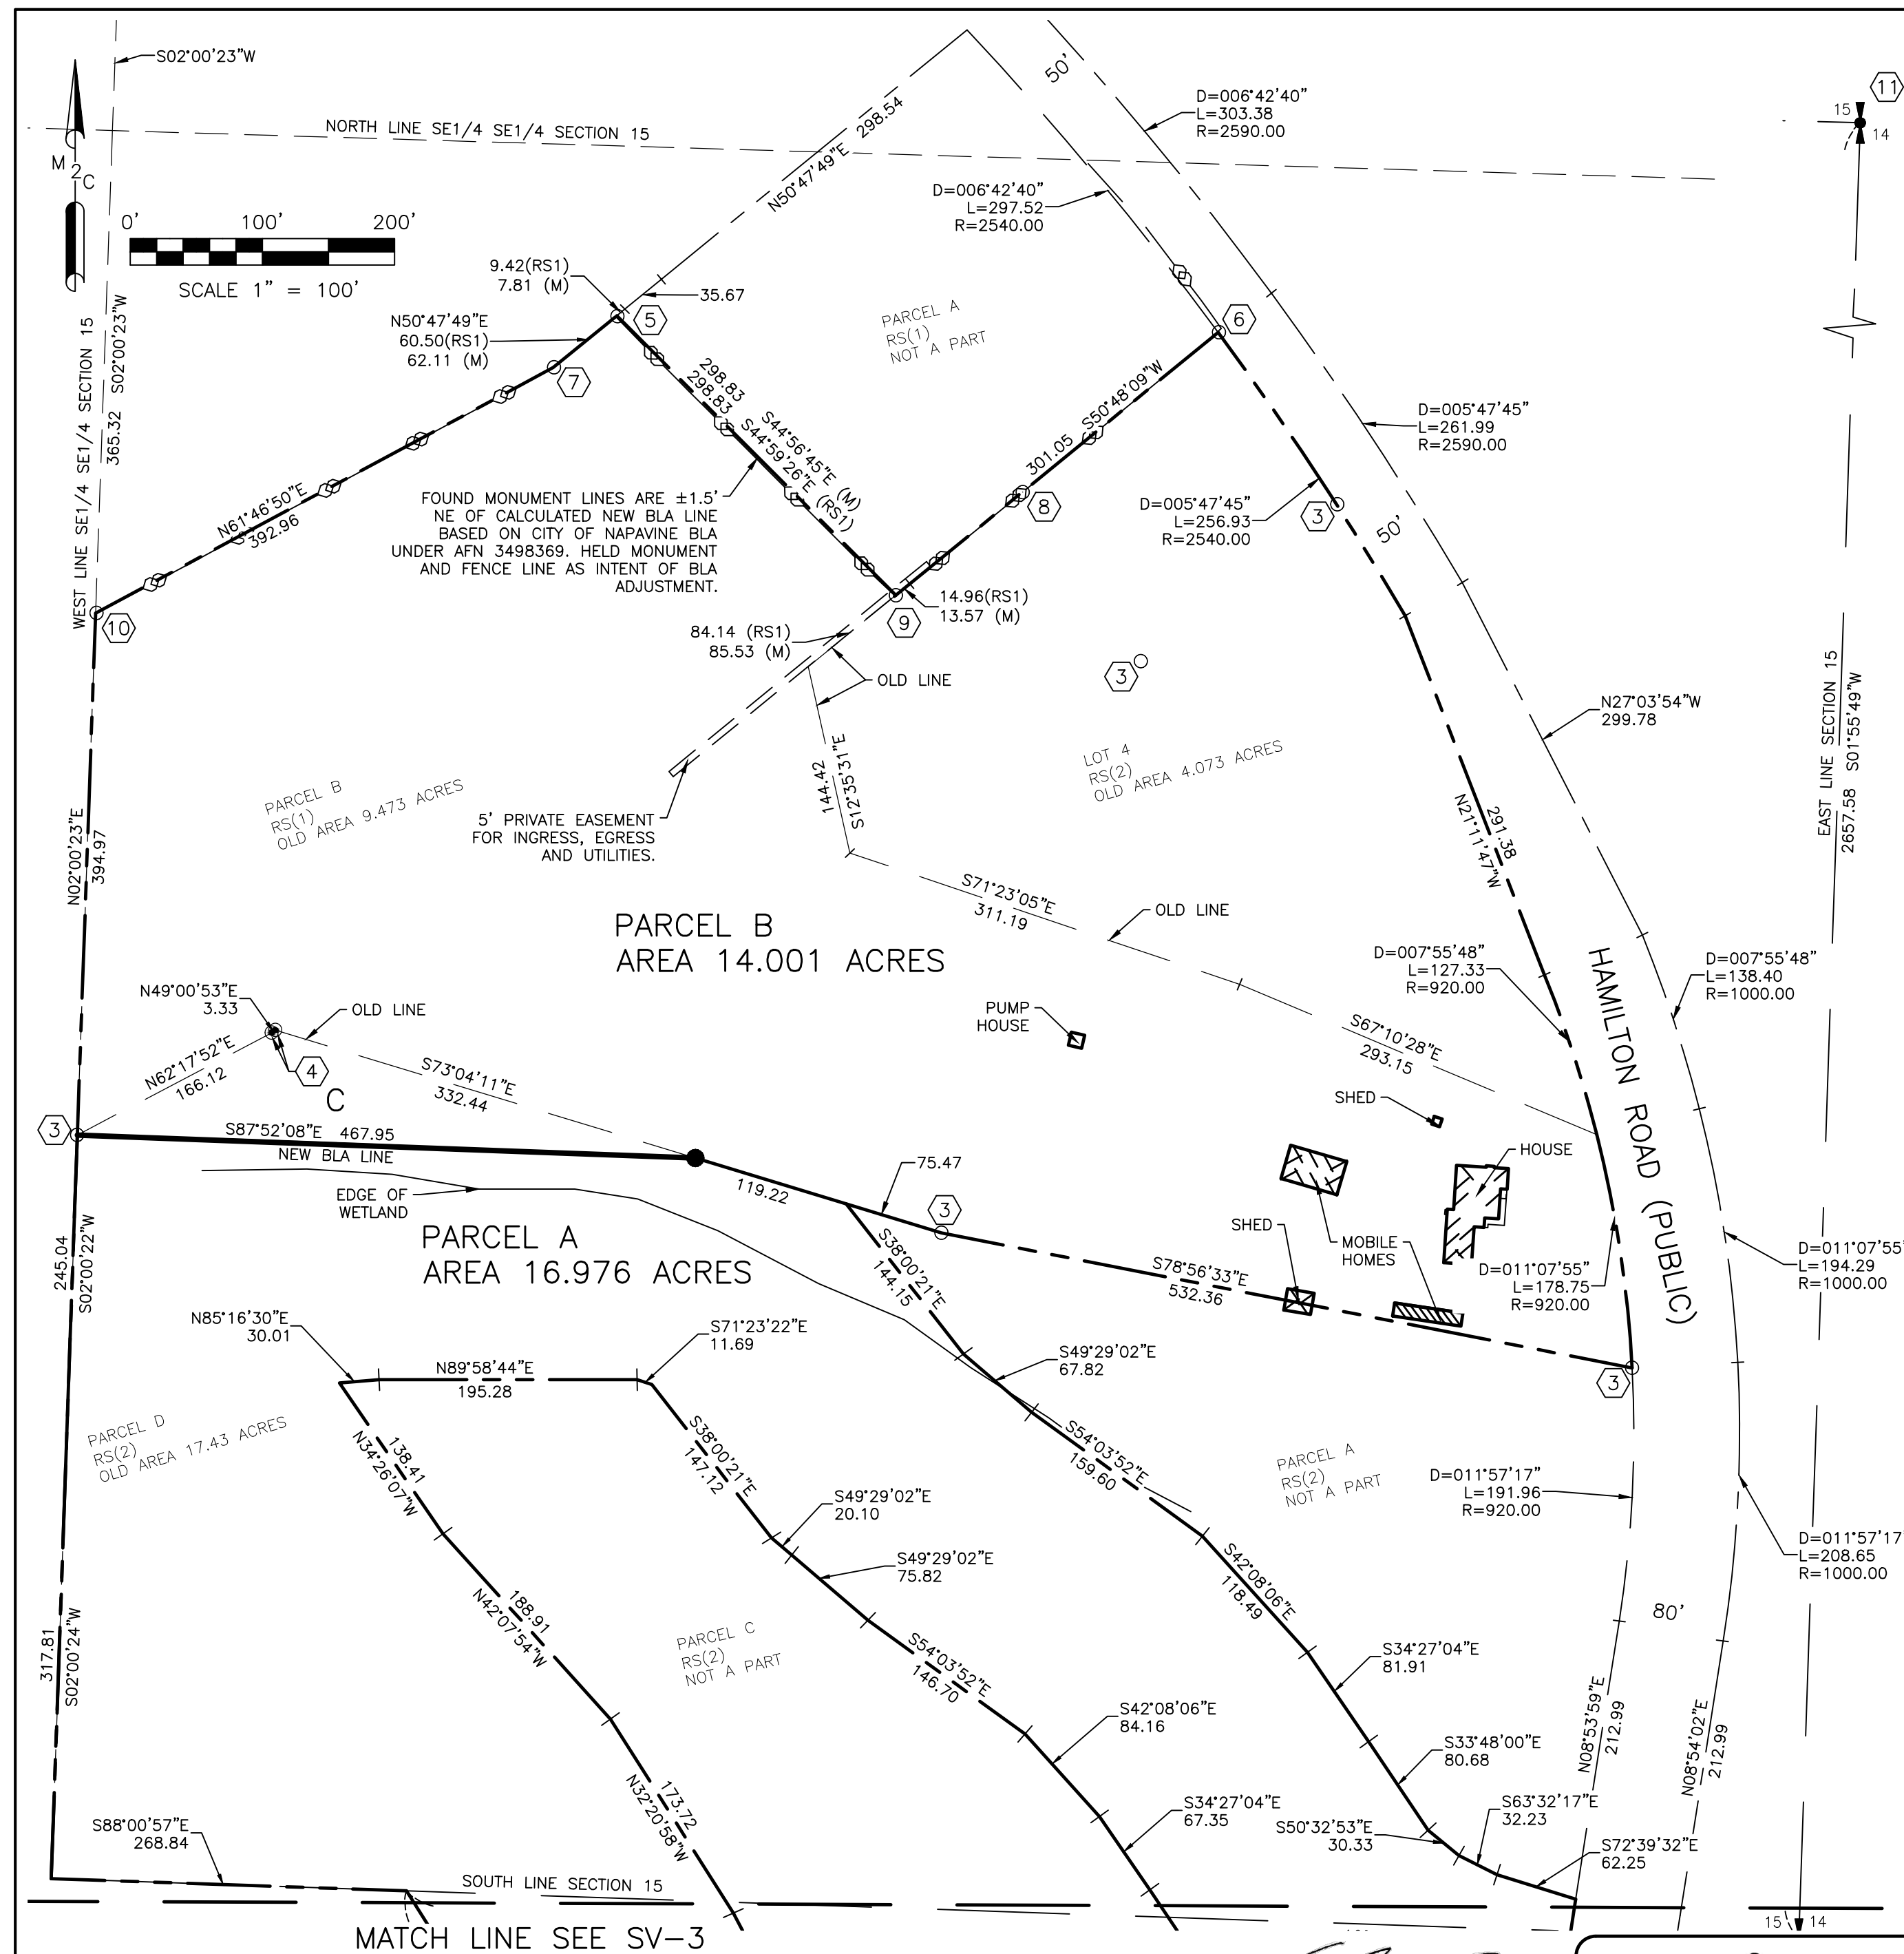 S02°00'23"W
50'
D=006°42'40"
L=303.38
R=2590.00
11
15
14
NORTH LINE SE1/4 SE1/4 SECTION 15
N50°47'49"E 298.54
M 2 C
0' 100' 200'
SCALE 1" = 100'
D=006°42'40"
L=297.52
R=2540.00
9.42(RS1)
7.81 (M)
35.67
5
N50°47'49"E
60.50(RS1)
62.11 (M)
7
PARCEL A
RS(1)
NOT A PART
6
WEST LINE SE1/4 SE1/4 SECTION 15
365.32 S02°00'23"W
298.83 S44°56'45"E (M)
298.83 S44°59'26"E (RS1)
301.05 S50°48'09"W
D=005°47'45"
L=261.99
R=2590.00
D=005°47'45"
L=256.93
R=2540.00
3
50'
8
N61°46'50"E
392.96
FOUND MONUMENT LINES ARE ±1.5'
NE OF CALCULATED NEW BLA LINE
BASED ON CITY OF NAPAVINE BLA
UNDER AFN 3498369. HELD MONUMENT
AND FENCE LINE AS INTENT OF BLA
ADJUSTMENT.
10
9
14.96(RS1)
13.57 (M)
84.14 (RS1)
85.53 (M)
OLD LINE
3
N27°03'54"W
299.78
EAST LINE SECTION 15
2657.58 S01°55'49"W
LOT 4
RS(2)
OLD AREA 4.073 ACRES
144.42
S12°35'31"E
PARCEL B
RS(1)
OLD AREA 9.473 ACRES
5' PRIVATE EASEMENT
FOR INGRESS, EGRESS
AND UTILITIES.
291.38
N21°11'47"W
N02°00'23"E
394.97
S71°23'05"E
311.19
OLD LINE
PARCEL B
AREA 14.001 ACRES
D=007°55'48"
L=127.33
R=920.00
D=007°55'48"
L=138.40
R=1000.00
HAMILTON ROAD (PUBLIC)
N49°00'53"E
3.33
OLD LINE
PUMP
HOUSE
S67°10'28"E
293.15
N62°17'52"E
166.12
4
C
S73°04'11"E
332.44
SHED
3
S87°52'08"E 467.95
NEW BLA LINE
HOUSE
75.47
119.22
EDGE OF
WETLAND
3
SHED
MOBILE
HOMES
PARCEL A
AREA 16.976 ACRES
245.04
S02°00'22"W
S38°00'21"E
144.15
S78°56'33"E
532.36
D=011°07'55"
L=178.75
R=920.00
D=011°07'55"
L=194.29
R=1000.00
3
N85°16'30"E
30.01
S71°23'22"E
11.69
S49°29'02"E
67.82
N89°58'44"E
195.28
PARCEL D
RS(2)
OLD AREA 17.43 ACRES
138.41
N34°26'07"W
S38°00'21"E
147.12
S54°03'52"E
159.60
PARCEL A
RS(2)
NOT A PART
D=011°57'17"
L=191.96
R=920.00
S49°29'02"E
20.10
S49°29'02"E
75.82
S42°08'06"E
118.49
D=011°57'17
L=208.65
R=1000.00
188.91
N42°07'54"W
PARCEL C
RS(2)
NOT A PART
80'
317.81
S02°00'24"W
S54°03'52"E
146.70
S34°27'04"E
81.91
S42°08'06"E
84.16
N08°53'59"E
212.99
N08°54'02"E
212.99
S33°48'00"E
80.68
173.72
N32°20'58"W
S34°27'04"E
67.35
S63°32'17"E
32.23
S50°32'53"E
30.33
S88°00'57"E
268.84
S72°39'32"E
62.25
SOUTH LINE SECTION 15
15 14
MATCH LINE SEE SV-3